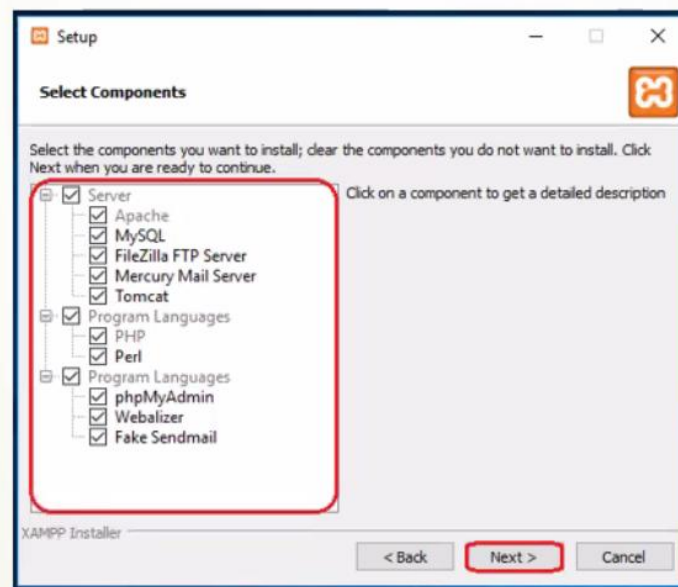 Setup
Select Components
Select the components you want to install; clear the components you do not want to install. Click
Next when you are ready to continue.
Click on a component to get a detailed description
Server
Apache
MySQL
FileZilla FTP Server
Mercury Mail Server
Tomcat
Program Languages
PHP
Perl
Program Languages
phpMyAdmin
Webalizer
Fake Sendmail
XAMPP Installer
< Back
Next >
Cancel